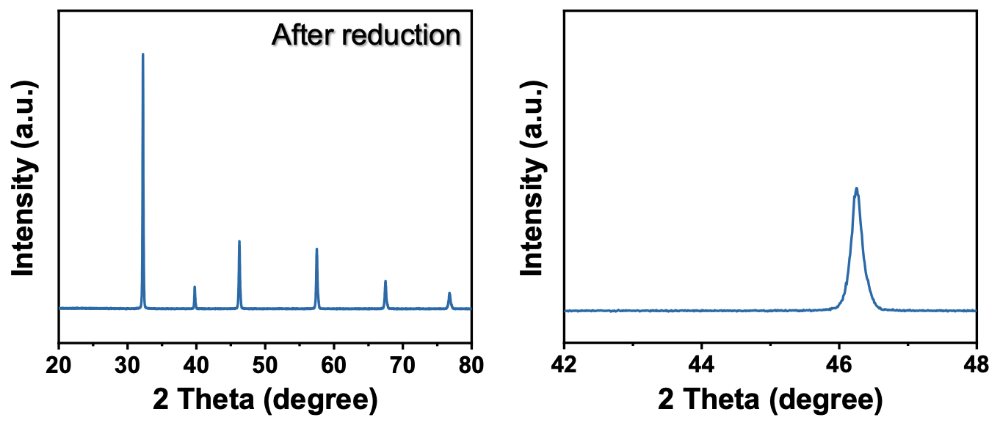 After reduction
Intensity (a.u.)
20 30 40 50 60 70 80
2 Theta (degree)
Intensity (a.u.)
42 44 46 48
2 Theta (degree)